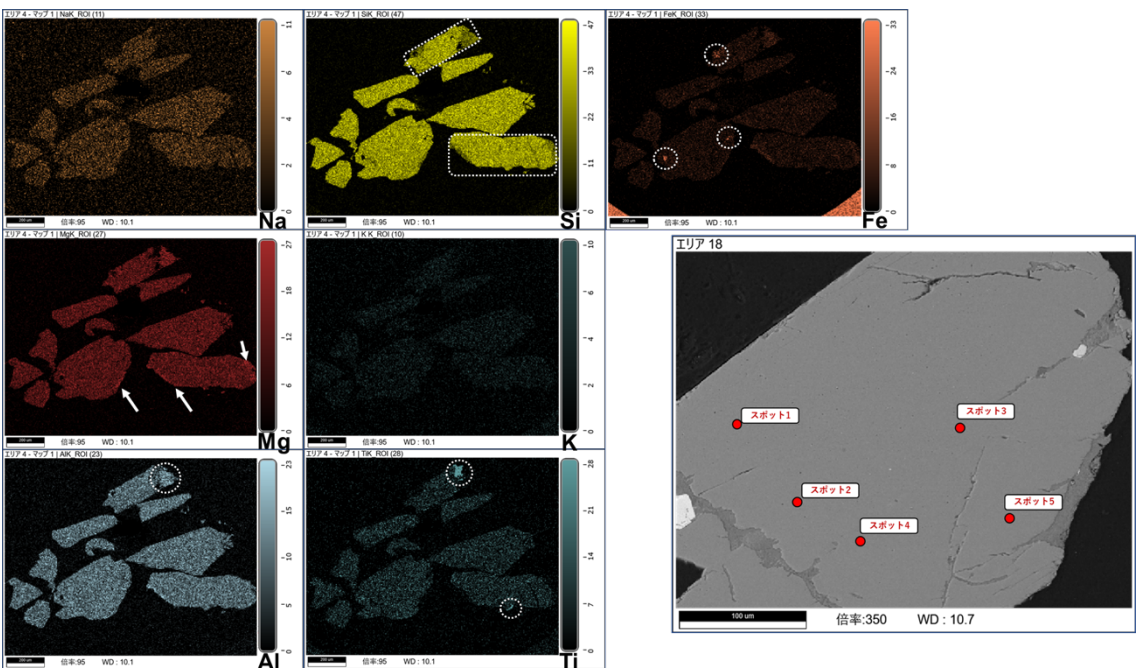 エリア 4 - マップ 1 | NaK_ROI (11)
11
6
4
2
0
200 um
倍率:95 WD : 10.1
Na
エリア 4 - マップ 1 | SiK_ROI (47)
47
33
23
11
0
200 um
倍率:95 WD : 10.1
Si
エリア 4 - マップ 1 | FeK_ROI (33)
33
24
16
8
0
200 um
倍率:95 WD : 10.1
Fe
エリア 4 - マップ 1 | MgK_ROI (27)
27
18
12
6
0
200 um
倍率:95 WD : 10.1
Mg
エリア 4 - マップ 1 | K K_ROI (10)
10
6
4
2
0
200 um
倍率:95 WD : 10.1
K
エリア 4 - マップ 1 | AlK_ROI (23)
23
15
10
5
0
200 um
倍率:95 WD : 10.1
Al
エリア 4 - マップ 1 | TiK_ROI (28)
28
21
14
7
0
200 um
倍率:95 WD : 10.1
Ti
エリア 18
スポット1
スポット3
スポット2
スポット5
スポット4
100 um
倍率:350 WD : 10.7